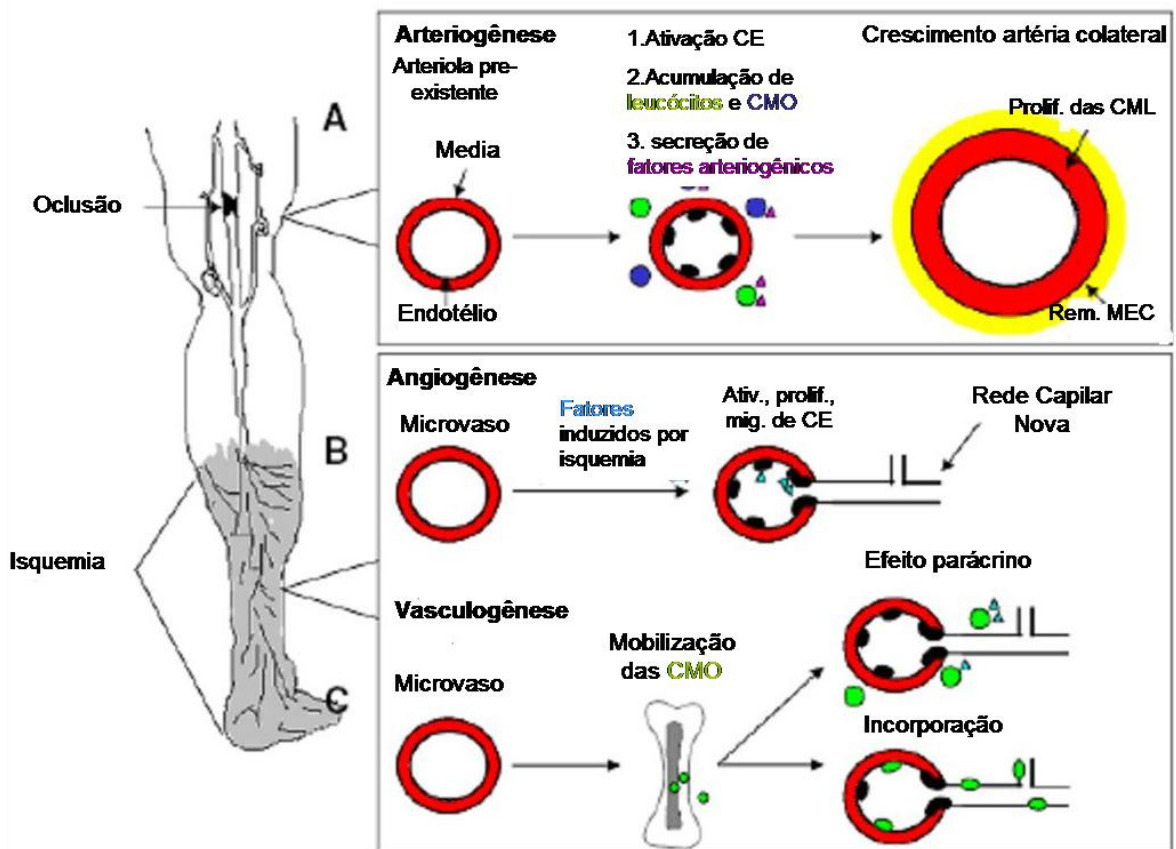 Arteriogênese
Arteriola pre-
existente
Media
Endotélio
1.Ativação CE
2.Acumulação de
leucócitos e CMO
3. secreção de
fatores arteriogênicos
Crescimento artéria colateral
Prolif. das CML
Rem. MEC
A
Oclusão
B
Isquemia
C
Angiogênese
Microvaso
Fatores
induzidos por
isquemia
Ativ., prolif.,
mig. de CE
Rede Capilar
Nova
Vasculogênese
Microvaso
Mobilização
das CMO
Efeito parácrino
Incorporação